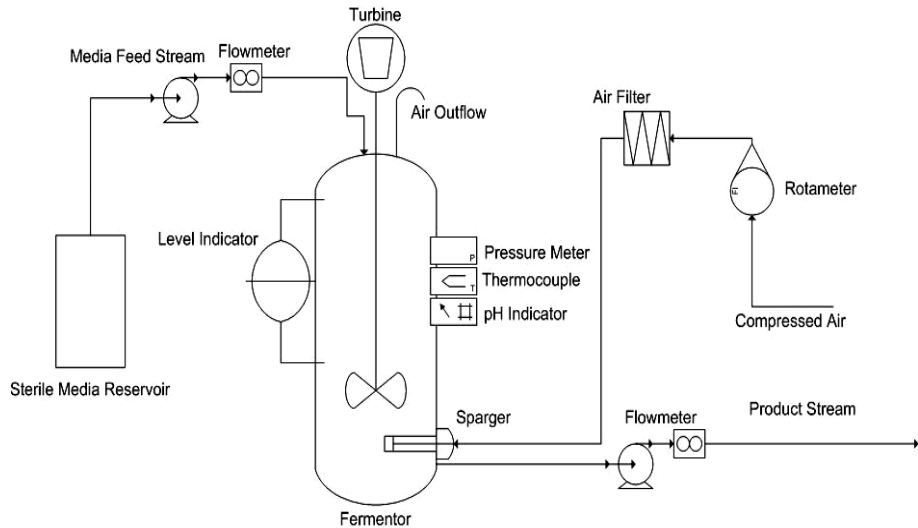 Turbine
Media Feed Stream
Flowmeter
Air Outflow
Air Filter
FI
Rotameter
Level Indicator
P
Pressure Meter
T
Thermocouple
pH Indicator
Compressed Air
Sterile Media Reservoir
Sparger
Flowmeter
Product Stream
Fermentor